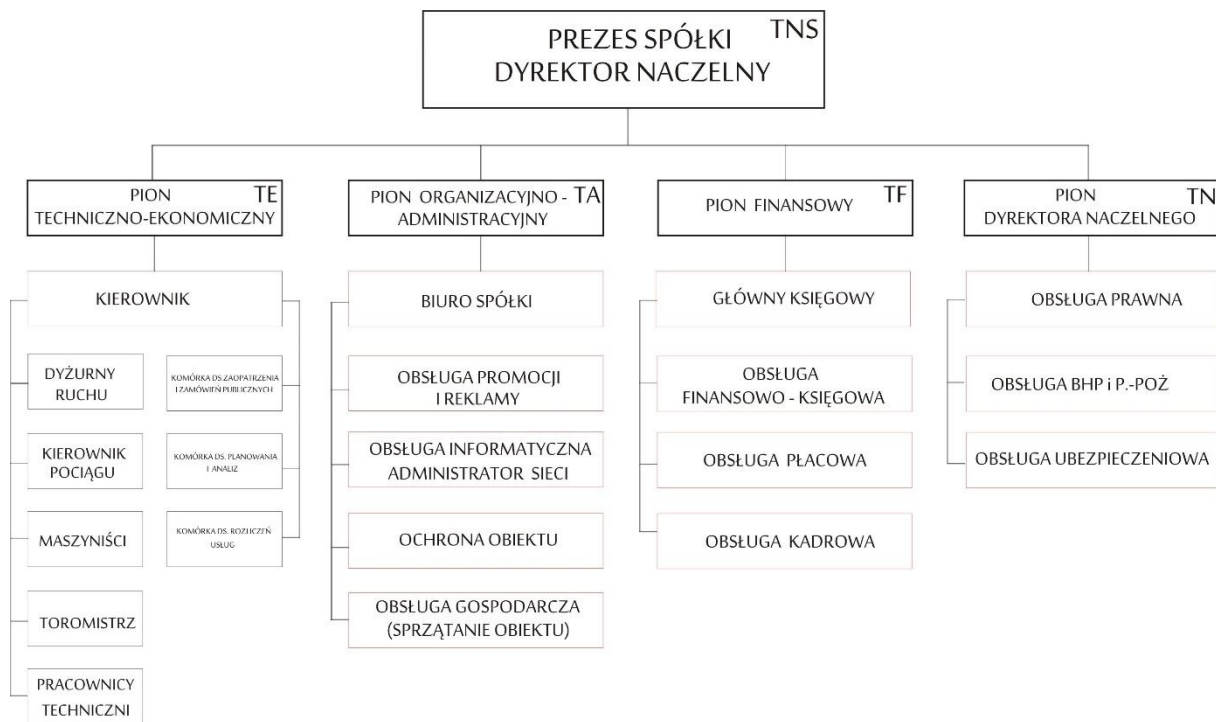 PREZES SPÓŁKI
DYREKTOR NACZELNY
TNS
PION
TECHNICZNO-EKONOMICZNY
TE
PION ORGANIZACYJNO -
ADMINISTRACYJNY
TA
PION FINANSOWY
TF
PION
DYREKTORA NACZELNEGO
TN
KIEROWNIK
DYŻURNY
RUCHU
KIEROWNIK
POCIĄGU
MASZYNIŚCI
TOROMISTRZ
PRACOWNICY
TECHNICZNI
KOMÓRKA DS.ZAOPATRZENIA
I ZAMÓWIEŃ PUBLICZNYCH
KOMÓRKA DS. PLANOWANIA
I ANALIZ
KOMÓRKA DS. ROZLICZEŃ
USŁUG
BIURO SPÓŁKI
OBSŁUGA PROMOCJI
I REKLAMY
OBSŁUGA INFORMATYCZNA
ADMINISTRATOR SIECI
OCHRONA OBIEKTU
OBSŁUGA GOSPODARCZA
(SPRZĄTANIE OBIEKTU)
GŁÓWNY KSIĘGOWY
OBSŁUGA
FINANSOWO - KSIĘGOWA
OBSŁUGA PŁACOWA
OBSŁUGA KADROWA
OBSŁUGA PRAWNA
OBSŁUGA BHP i P.-POŻ
OBSŁUGA UBEZPIECZENIOWA